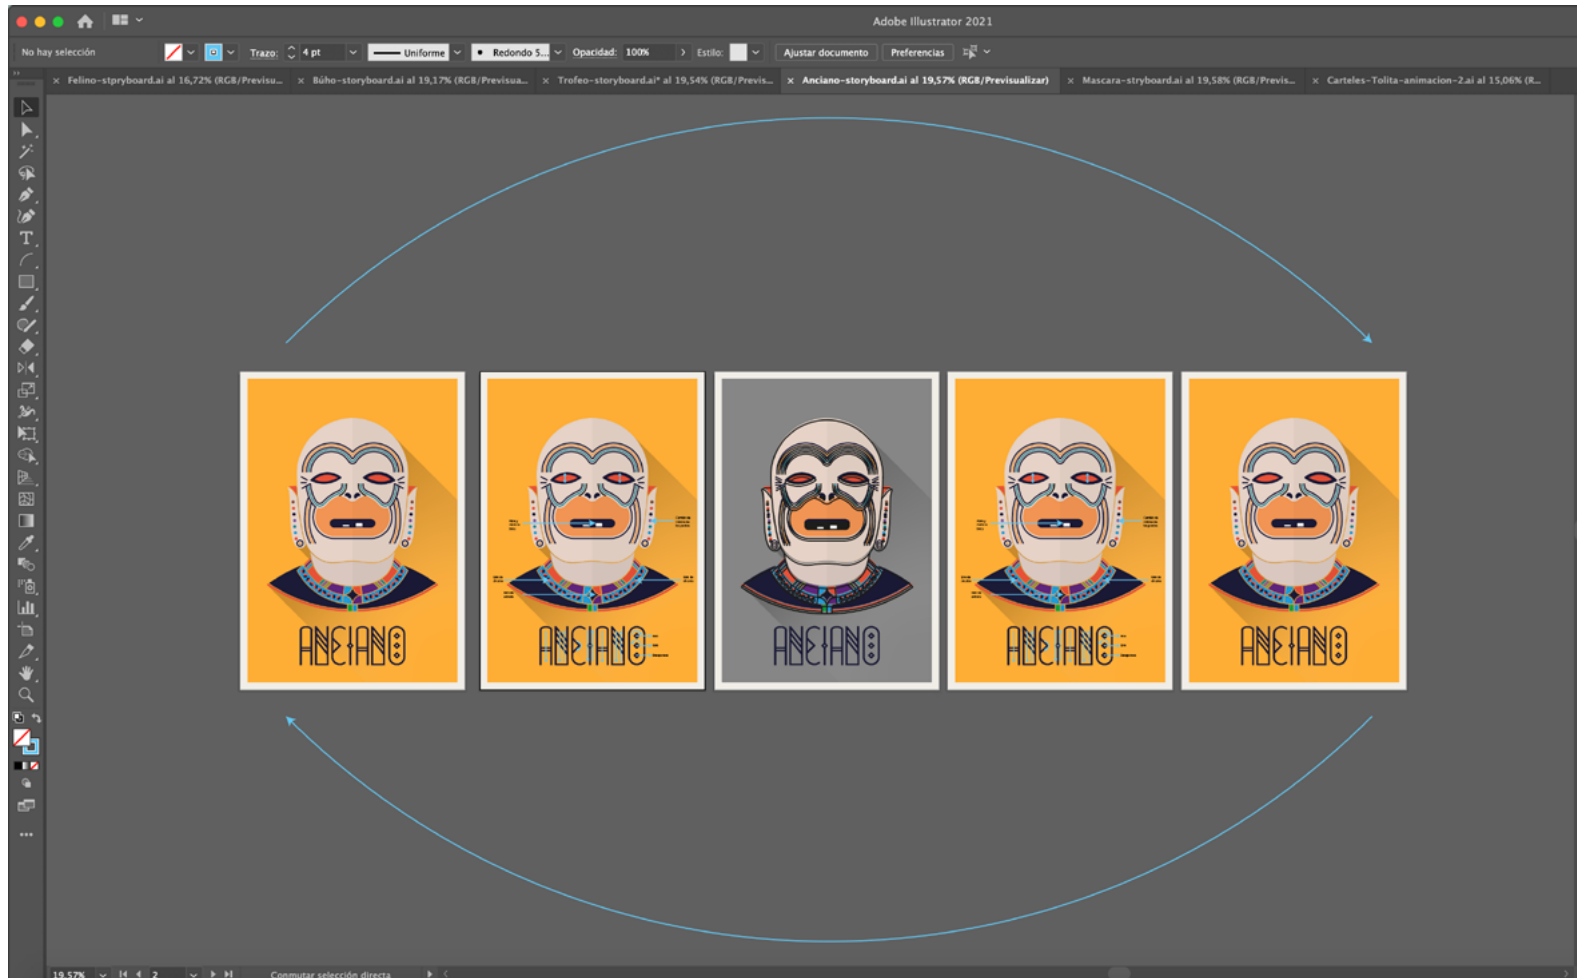 Adobe Illustrator 2021
No hay selección Trazo: 4 pt Uniforme Redondo 5... Opacidad: 100% Estilo: Ajustar documento Preferencias
Felino-stpryboard.ai al 16,72% (RGB/Previsu... Búho-storyboard.ai al 19,17% (RGB/Previsua... Trofeo-storyboard.ai* al 19,54% (RGB/Previs... Anciano-storyboard.ai al 19,57% (RGB/Previsualizar) Mascara-stryboard.ai al 19,58% (RGB/Previs... Carteles-Tolita-animacion-2.ai al 15,06% (R...
ANCIANO ANCIANO ANCIANO ANCIANO ANCIANO
19,57% 2 Conmutar selección directa